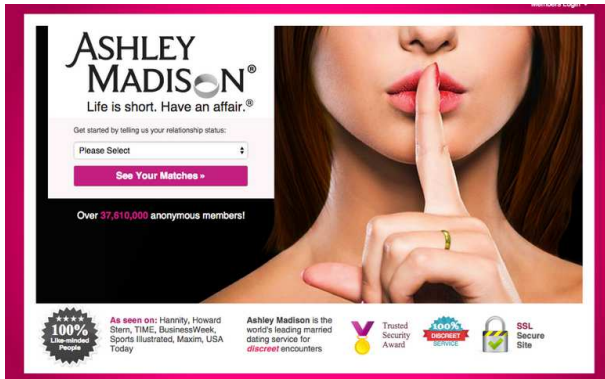 Members Login
ASHLEY
MADISON®
Life is short. Have an affair.®
Get started by telling us your relationship status:
Please Select
See Your Matches »
Over 37,610,000 anonymous members!
100%
Like-minded
People
As seen on: Hannity, Howard
Stern, TIME, BusinessWeek,
Sports Illustrated, Maxim, USA
Today
Ashley Madison is the
world's leading married
dating service for
discreet encounters
Trusted
Security
Award
100%
DISCREET
SERVICE
SSL
Secure
Site